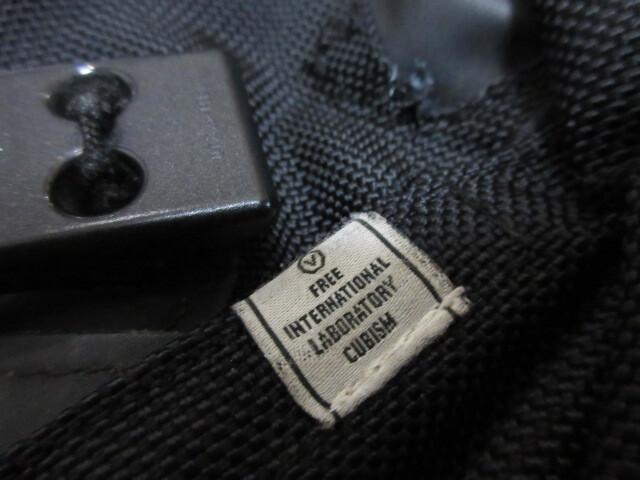 V
FREE
INTERNATIONAL
LABORATORY
CUBISM